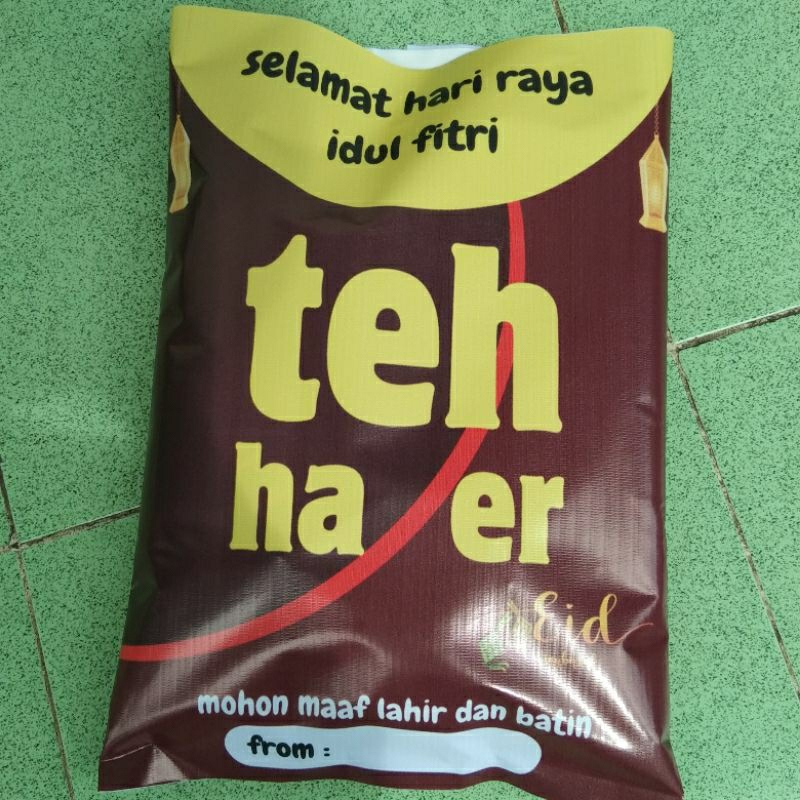 selamat hari raya
idul fitri
teh
ha er
Eid
mohon maaf lahir dan batin
from :